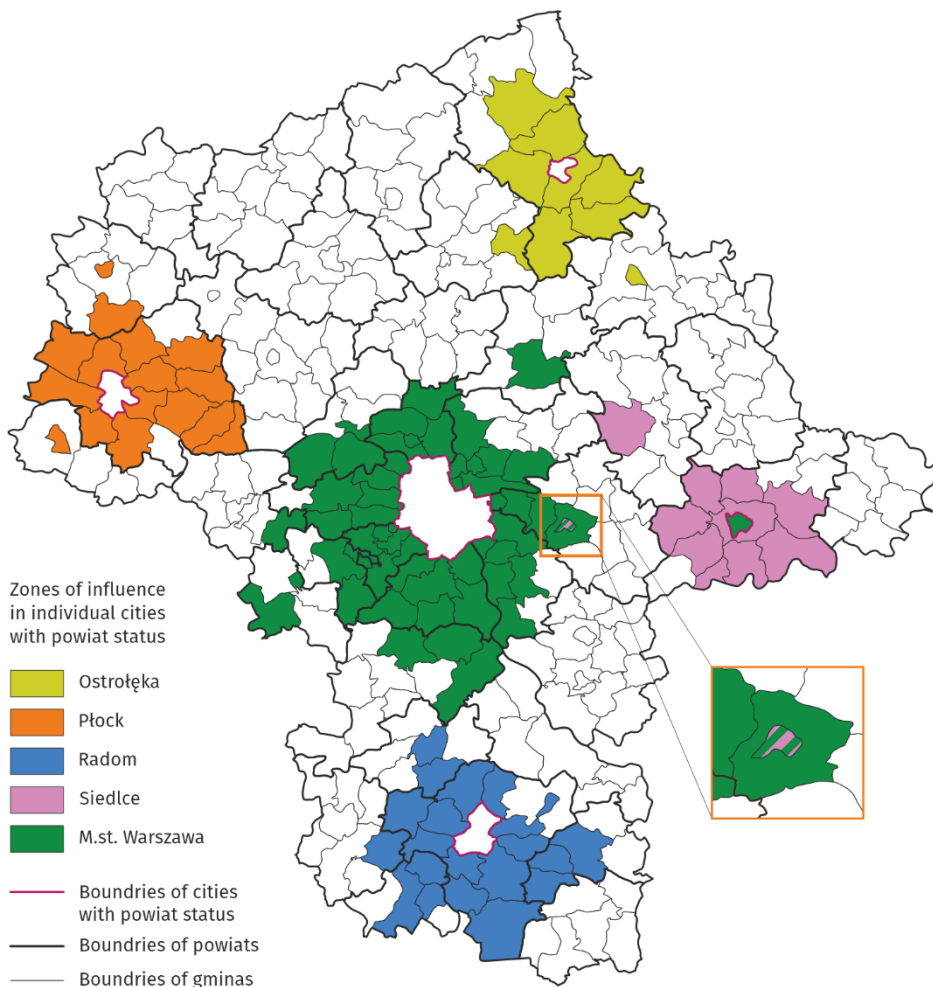 Zones of influence
in individual cities
with powiat status
Ostrołęka
Płock
Radom
Siedlce
M.st. Warszawa
Boundries of cities
with powiat status
Boundries of powiats
Boundries of gminas